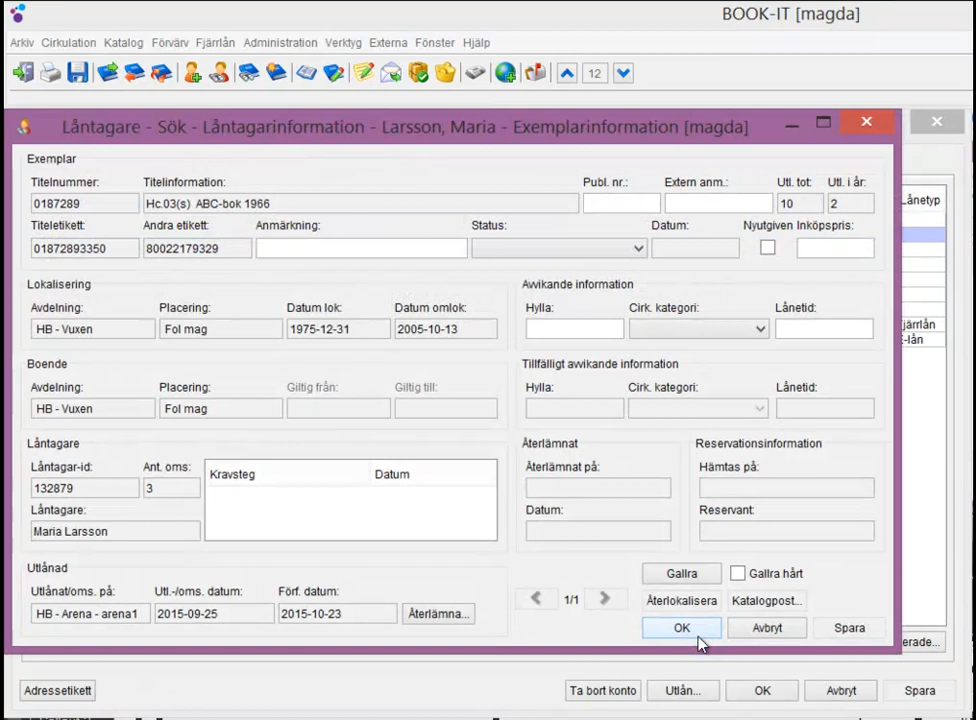 BOOK-IT [magda]
Arkiv Cirkulation Katalog Förvärv Fjärrlån Administration Verktyg Externa Fönster Hjälp
12
Låntagare - Sök - Låntagarinformation - Larsson, Maria - Exemplarinformation [magda]
Exemplar
Titelnummer: Titelinformation: Publ. nr.: Extern anm.: Utl. tot: Utl. i år:
0187289 Hc.03(s) ABC-bok 1966 10 2
Titeletikett: Andra etikett: Anmärkning: Status: Datum: Nyutgiven Inköpspris:
01872893350 80022179329
Lokalisering Avvikande information
Avdelning: Placering: Datum lok: Datum omlok: Hylla: Cirk. kategori: Lånetid:
HB - Vuxen Fol mag 1975-12-31 2005-10-13
Boende Tillfälligt avvikande information
Avdelning: Placering: Giltig från: Giltig till: Hylla: Cirk. kategori: Lånetid:
HB - Vuxen Fol mag
Låntagare Återlämnat Reservationsinformation
Låntagar-id: Ant. oms: Kravsteg Datum Återlämnat på: Hämtas på:
132879 3
Låntagare: Datum: Reservant:
Maria Larsson
Utlånad Gallra Gallra hårt
Utlånat/oms. på: Utl.-/oms. datum: Förf. datum: 1/1 Återlokalisera Katalogpost...
HB - Arena - arena1 2015-09-25 2015-10-23 Återlämna...
OK Avbryt Spara
Lånetyp
järrlån
E-lån
erade...
Adressetikett Ta bort konto Utlån... OK Avbryt Spara